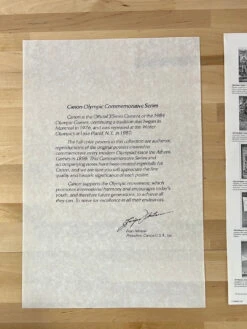 Canon Olympic Commemorative Series
Canon is the Official 35mm Camera of the 1984
Olympic Games, continuing a tradition that began in
Montreal in 1976, and was repeated at the Winter
Olympics at Lake Placid, N.Y. in 1980.
The full color posters in this collection are authentic
reproductions of the original posters created to
commemorate every modern Olympiad since the Athens
Games in 1896. This Commemorative Series and
accompanying notes have been created especially for
Canon, and we are sure you will appreciate the fine
quality and historic significance of each poster.
Canon supports the Olympic movement, which
promotes international harmony and encourages today's
youth, and therefore future generations, to achieve all
they can. To strive for excellence in all their endeavors.
President, Canon U.S.A., Inc.